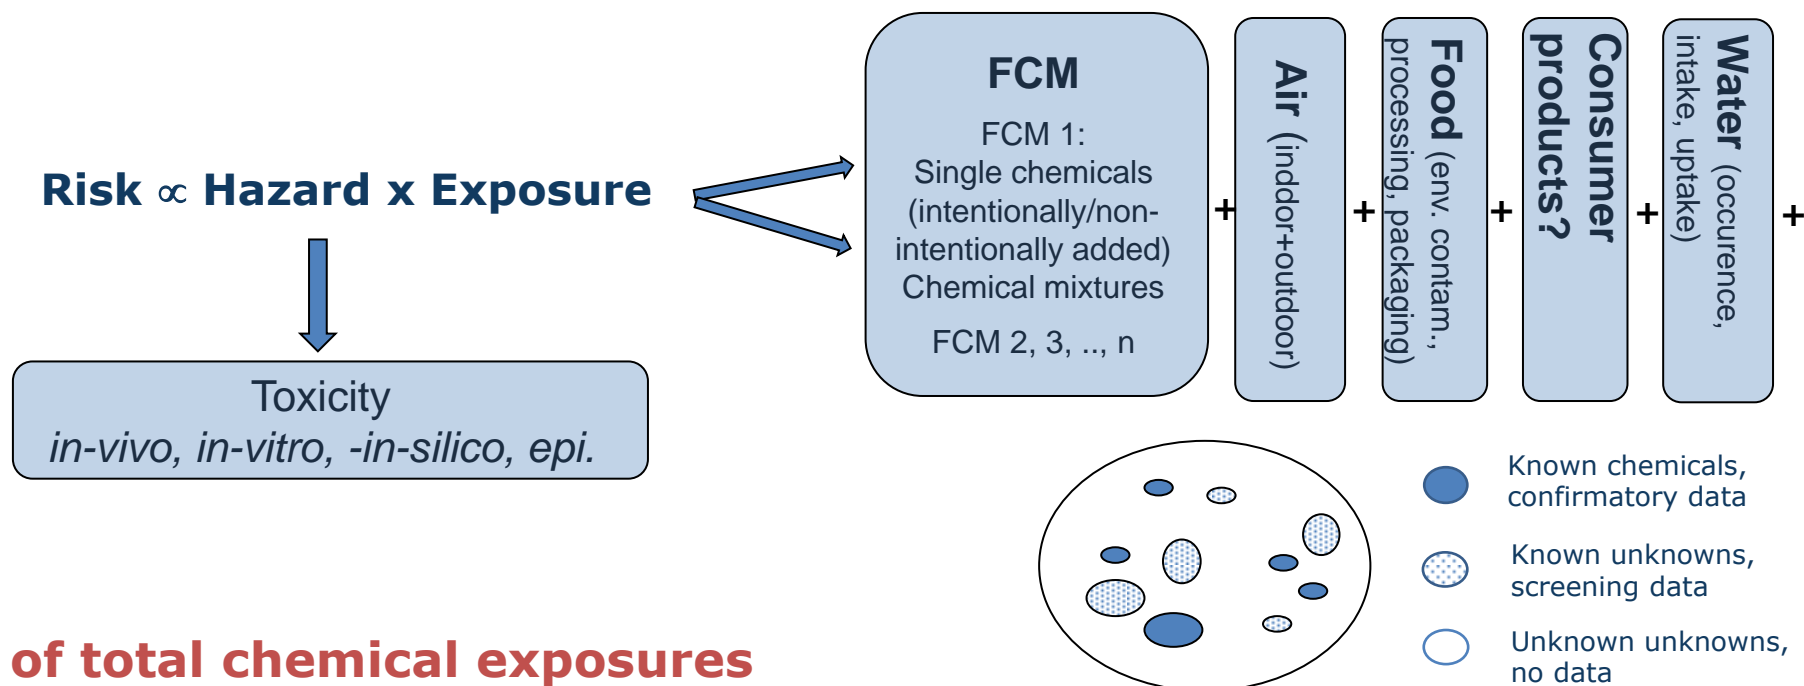 Risk ∝ Hazard x Exposure
Toxicity
in-vivo, in-vitro, -in-silico, epi.
FCM
FCM 1:
Single chemicals
(intentionally/non-
intentionally added)
Chemical mixtures
FCM 2, 3, .., n
+
Air (inddor+outdoor)
+
Food (env. contam.,
processing, packaging)
+
Consumer
products?
+
Water (occurence,
intake, uptake)
+
Known chemicals,
confirmatory data
Known unknowns,
screening data
Unknown unknowns,
no data
of total chemical exposures